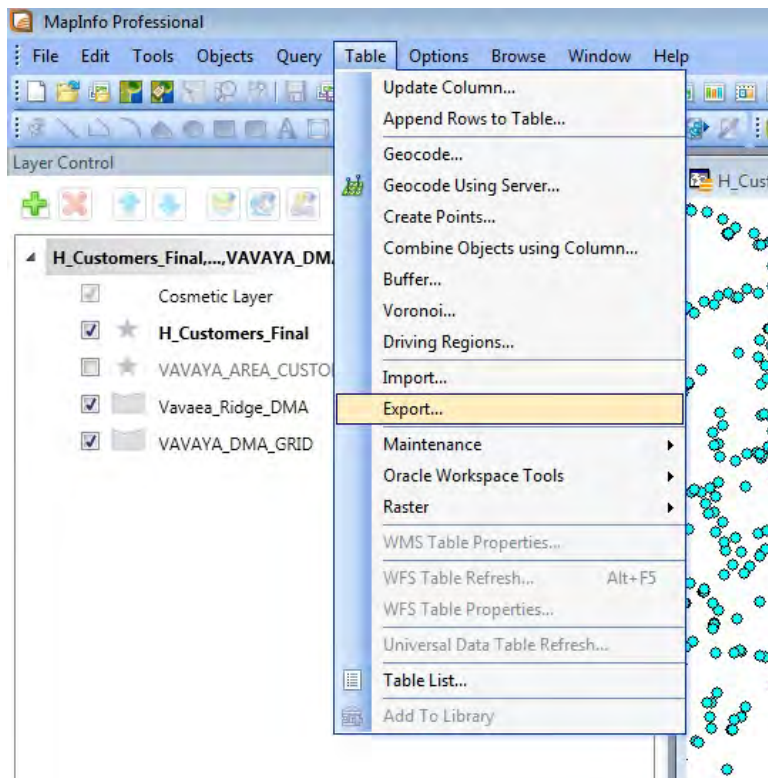 MapInfo Professional
File Edit Tools Objects Query Table Options Browse Window Help
Layer Control
H_Customers_Final,...,VAVAYA_DM
Cosmetic Layer
H_Customers_Final
VAVAYA_AREA_CUSTO
Vavaea_Ridge_DMA
VAVAYA_DMA_GRID
Update Column...
Append Rows to Table...
Geocode...
Geocode Using Server...
Create Points...
Combine Objects using Column...
Buffer...
Voronoi...
Driving Regions...
Import...
Export...
Maintenance
Oracle Workspace Tools
Raster
WMS Table Properties...
WFS Table Refresh... Alt+F5
WFS Table Properties...
Universal Data Table Refresh...
Table List...
Add To Library
H_Cus